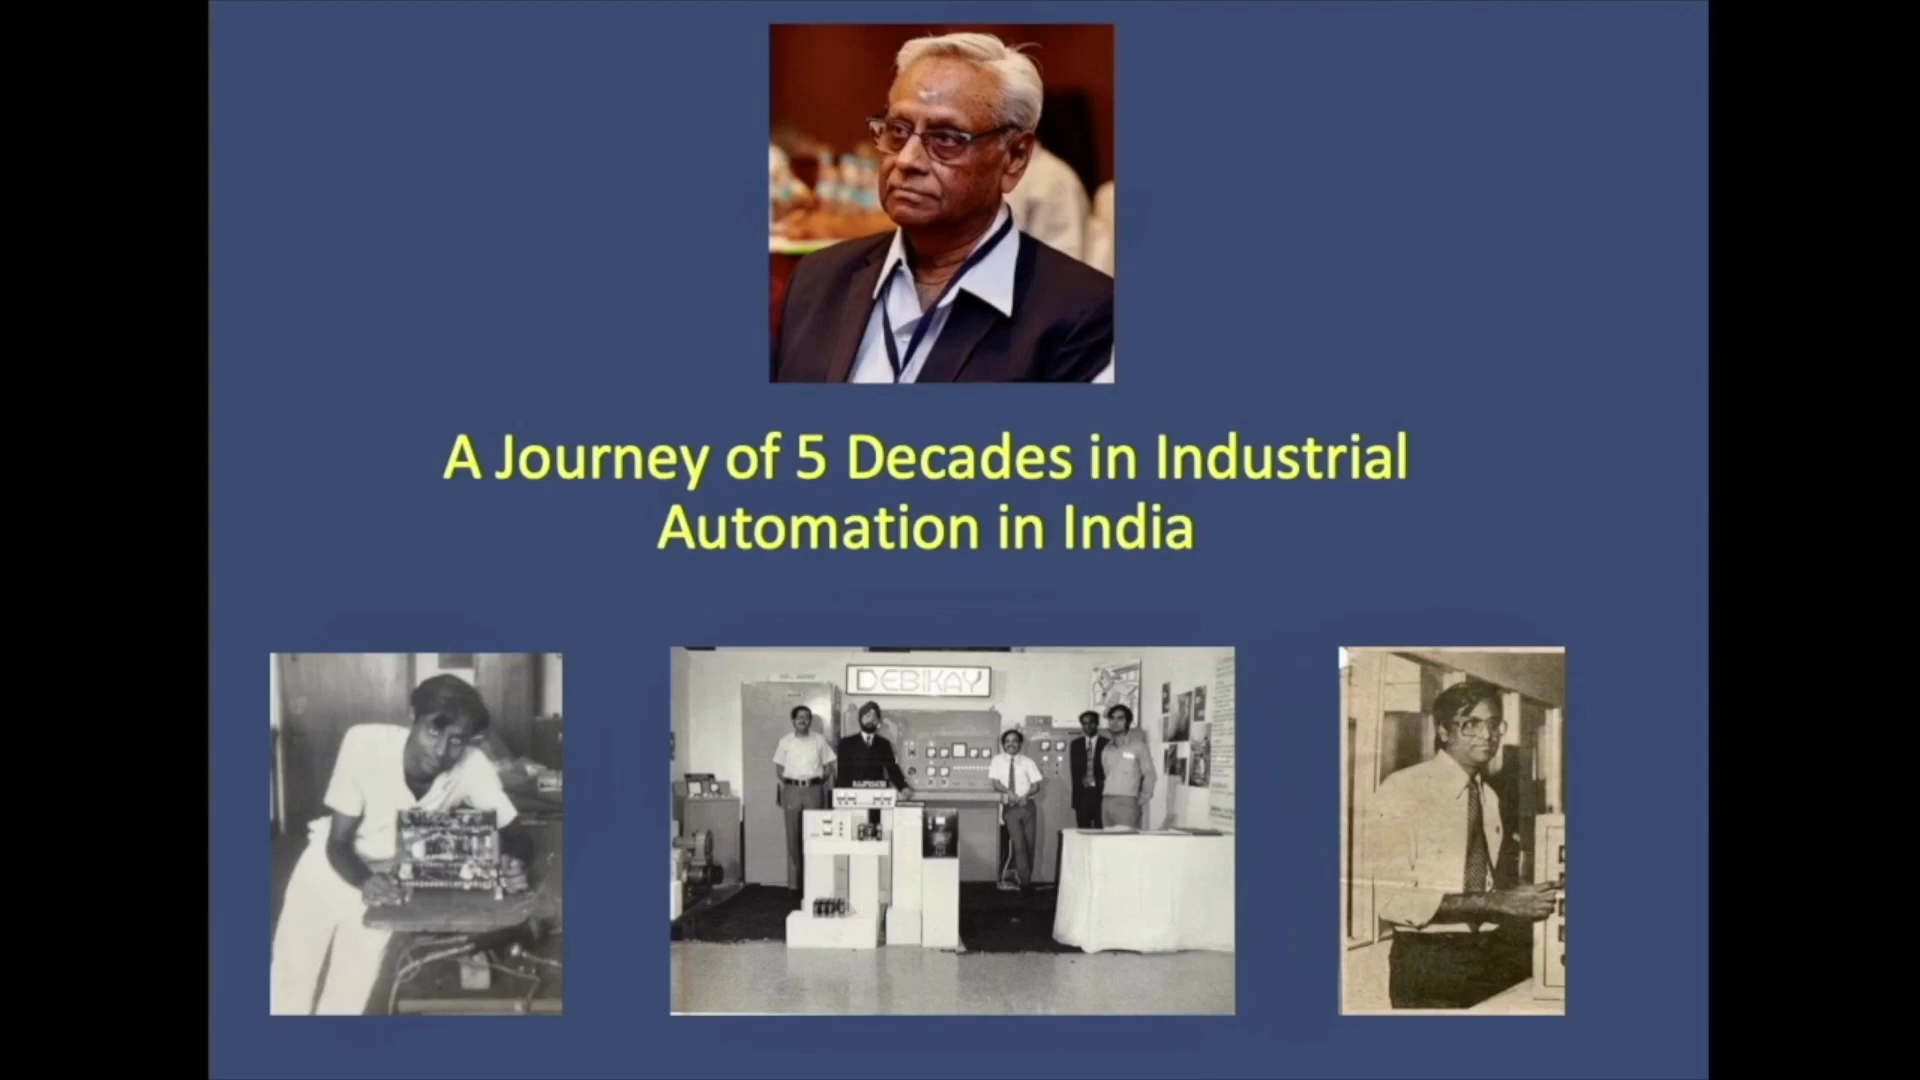 A Journey of 5 Decades in Industrial
Automation in India
DEBIKAY